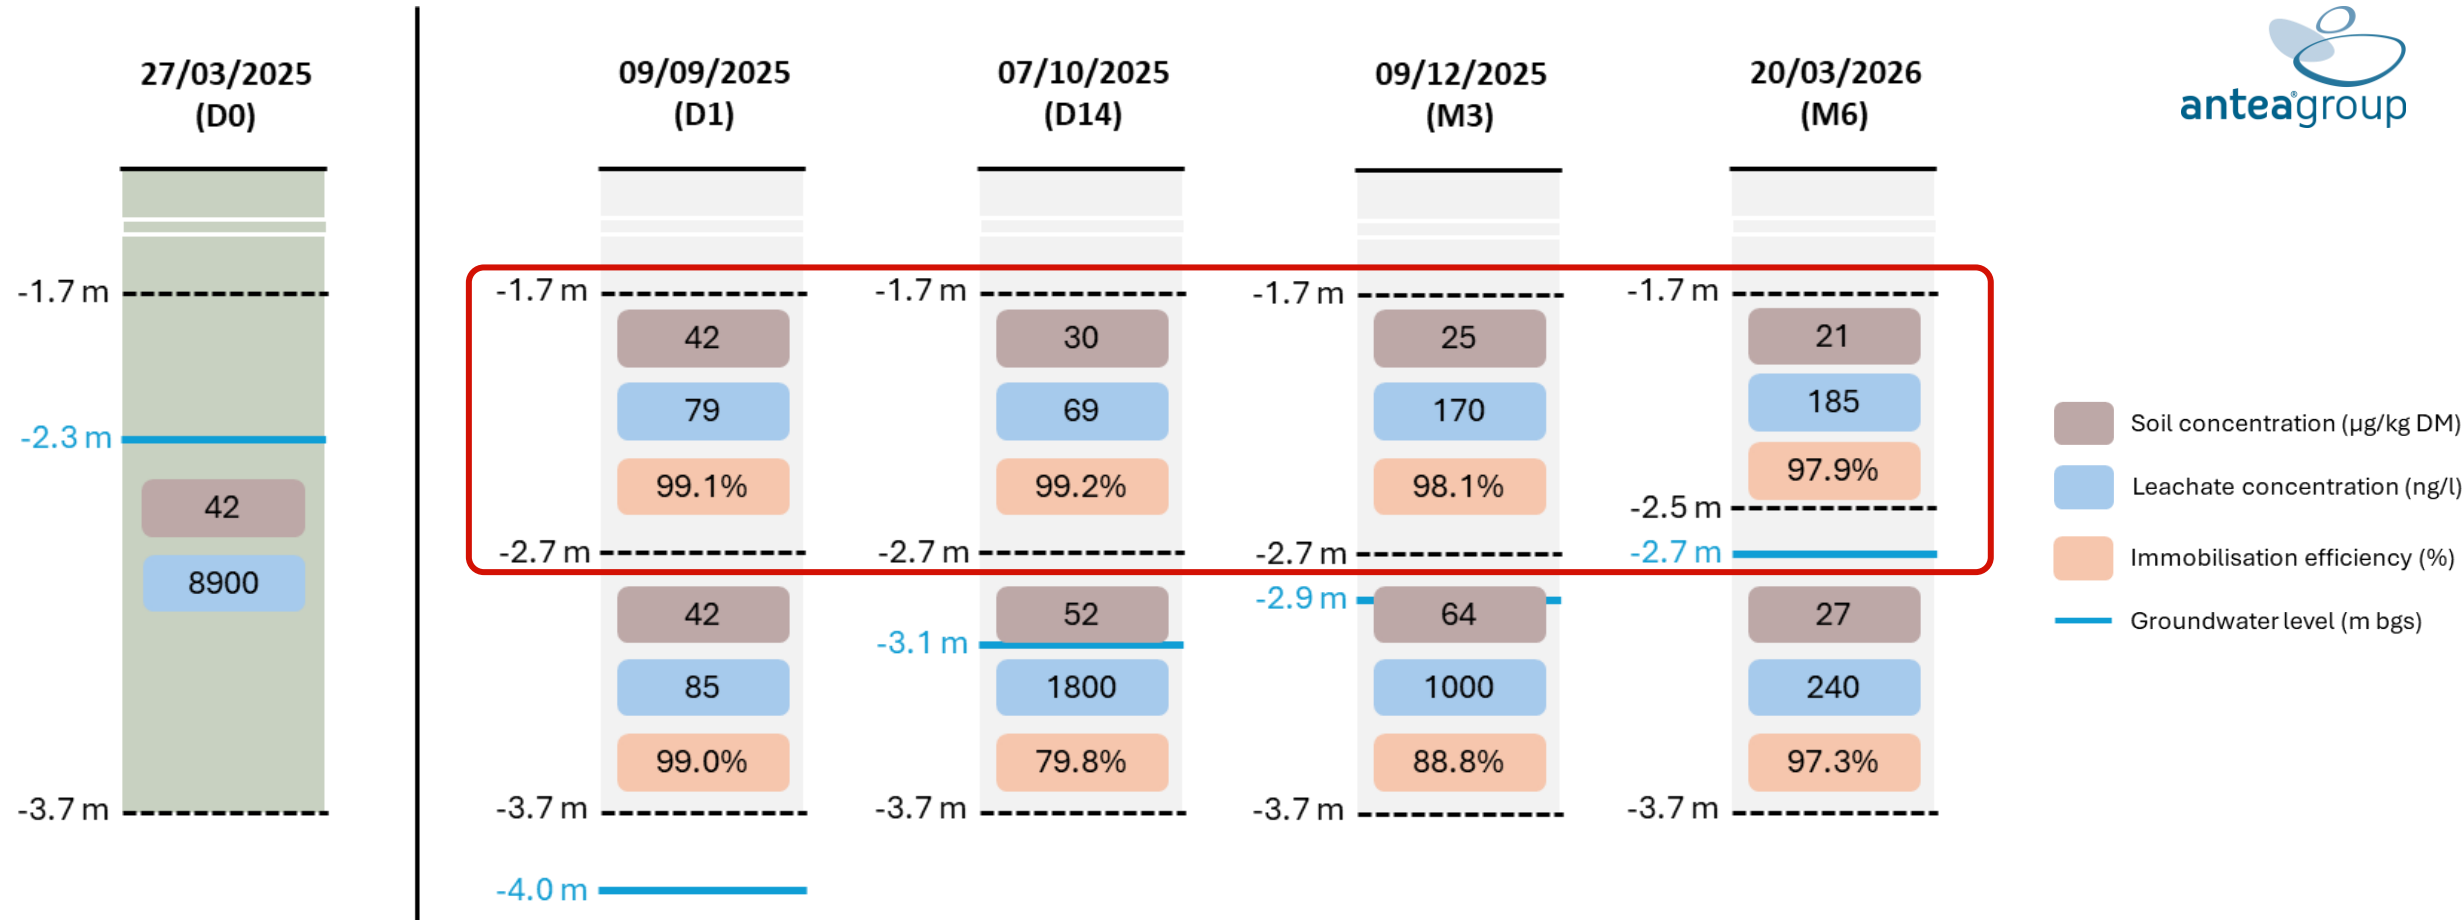 27/03/2025
(D0)
-1.7 m
-2.3 m
42
8900
-3.7 m
09/09/2025
(D1)
-1.7 m
42
79
99.1%
-2.7 m
42
85
99.0%
-3.7 m
-4.0 m
07/10/2025
(D14)
-1.7 m
30
69
99.2%
-2.7 m
52
-3.1 m
1800
79.8%
-3.7 m
09/12/2025
(M3)
-1.7 m
25
170
98.1%
-2.7 m
-2.9 m
64
1000
88.8%
-3.7 m
20/03/2026
(M6)
-1.7 m
21
185
97.9%
-2.5 m
-2.7 m
27
240
97.3%
-3.7 m
antea®group
Soil concentration (µg/kg DM)
Leachate concentration (ng/l)
Immobilisation efficiency (%)
Groundwater level (m bgs)